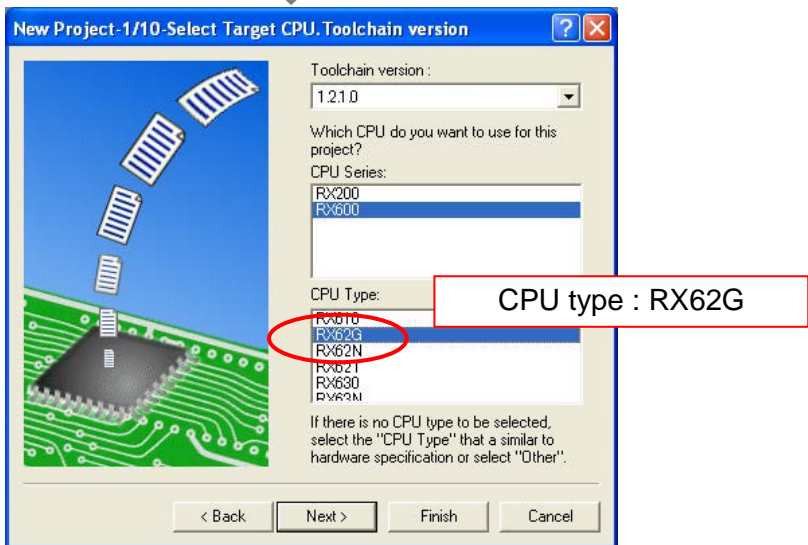 New Project-1/10-Select Target CPU.Toolchain version
Toolchain version :
1.2.1.0
Which CPU do you want to use for this
project?
CPU Series:
RX200
RX600
CPU Type:
CPU type : RX62G
RX610
RX62G
RX62N
RX62T
RX630
RX63N
If there is no CPU type to be selected,
select the "CPU Type" that a similar to
hardware specification or select "Other".
< Back
Next >
Finish
Cancel